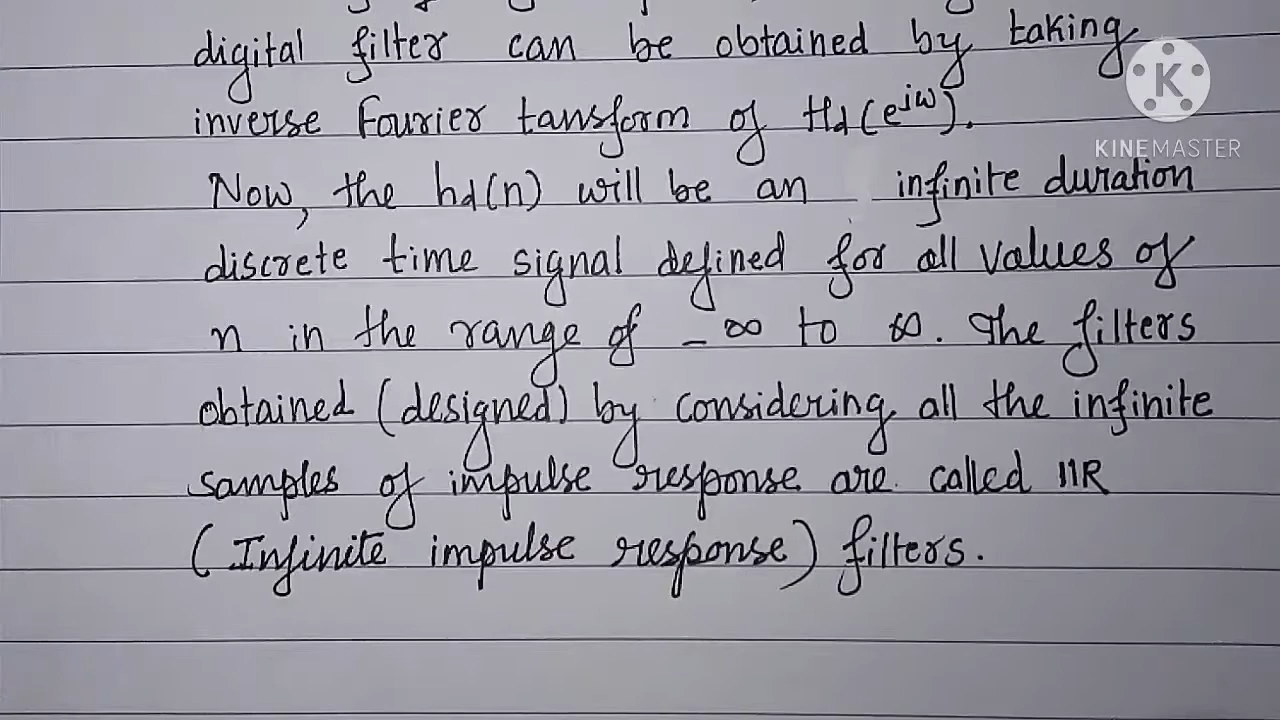 digital filter can be obtained by taking
inverse Fourier tansform of Hd(e^jω).
Now, the hd(n) will be an infinite duration
discrete time signal defined for all values of
n in the range of -∞ to ∞. The filters
obtained (designed) by considering all the infinite
samples of impulse response are called IIR
(Infinite impulse response) filters.
K
KINEMASTER